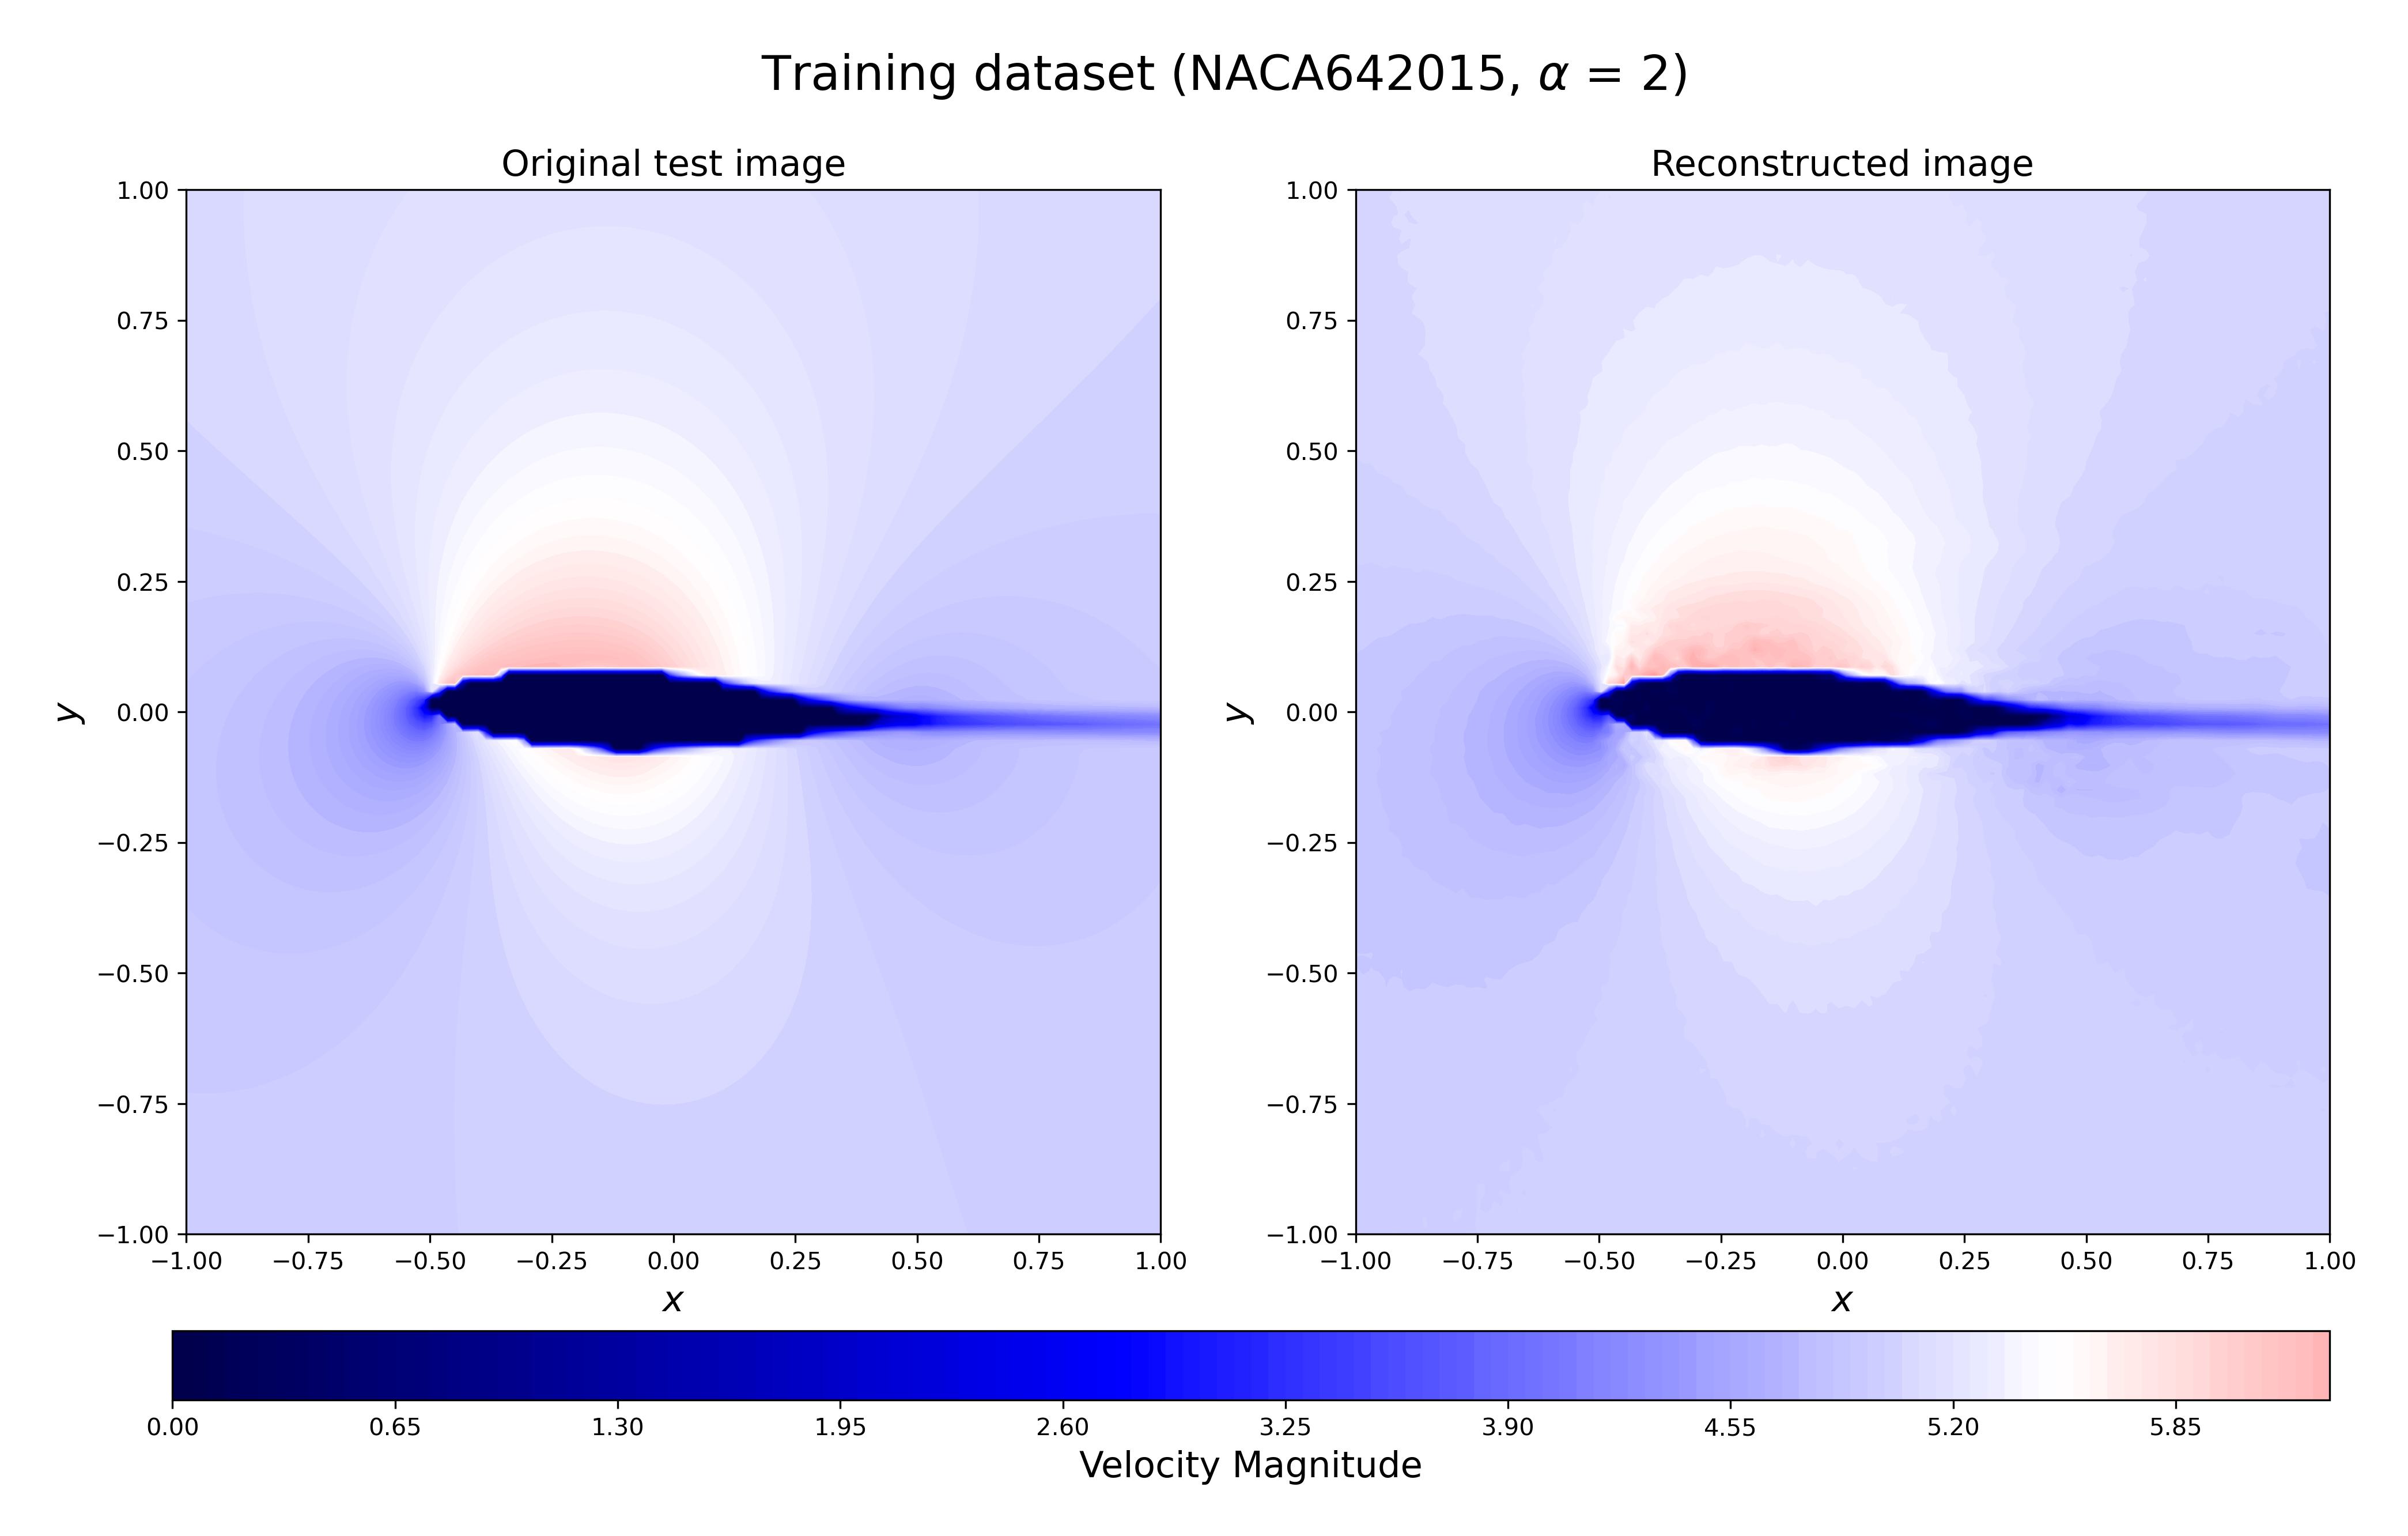 Training dataset (NACA642015, α = 2)
Original test image
Reconstructed image
1.00
0.75
0.50
0.25
0.00
−0.25
−0.50
−0.75
−1.00
y
−1.00 −0.75 −0.50 −0.25 0.00 0.25 0.50 0.75 1.00
x
1.00
0.75
0.50
0.25
0.00
−0.25
−0.50
−0.75
−1.00
y
−1.00 −0.75 −0.50 −0.25 0.00 0.25 0.50 0.75 1.00
x
0.00 0.65 1.30 1.95 2.60 3.25 3.90 4.55 5.20 5.85
Velocity Magnitude